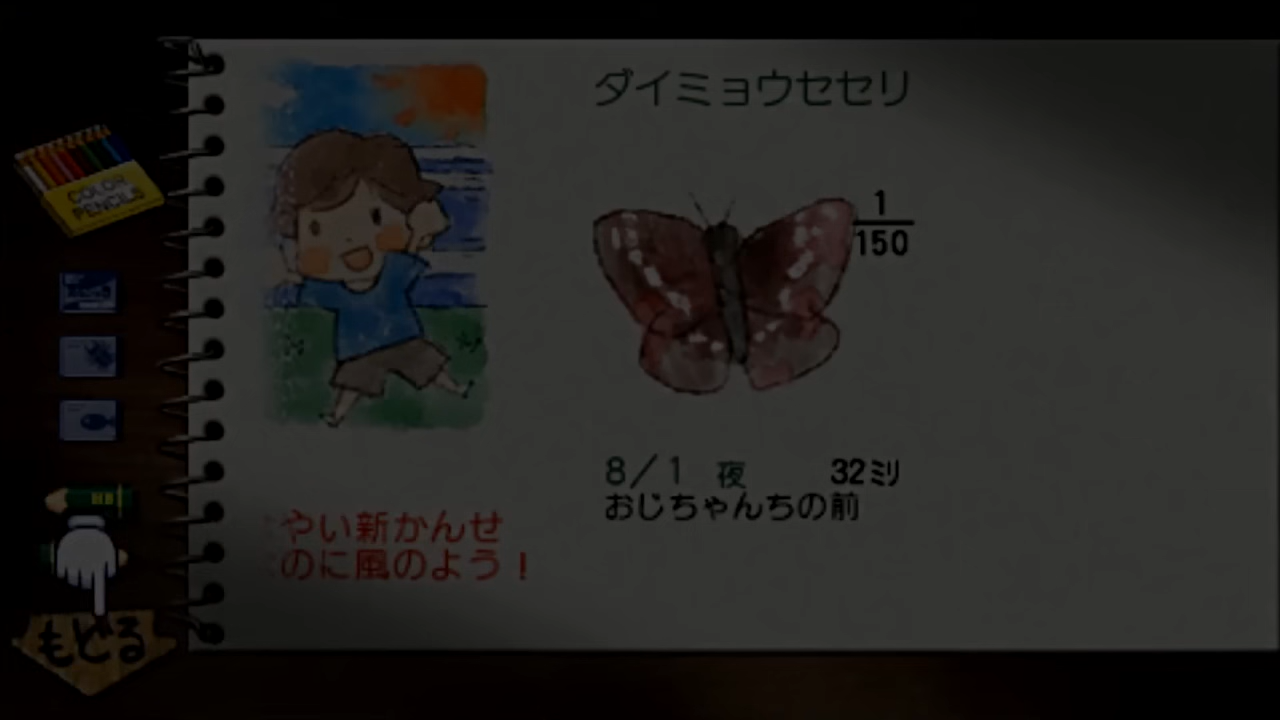 ダイミョウセセリ
1
150
COLOR
PENCILS
HB
8/1 夜 32ミリ
おじちゃんちの前
やい新かんせ
のに風のよう！
もどる